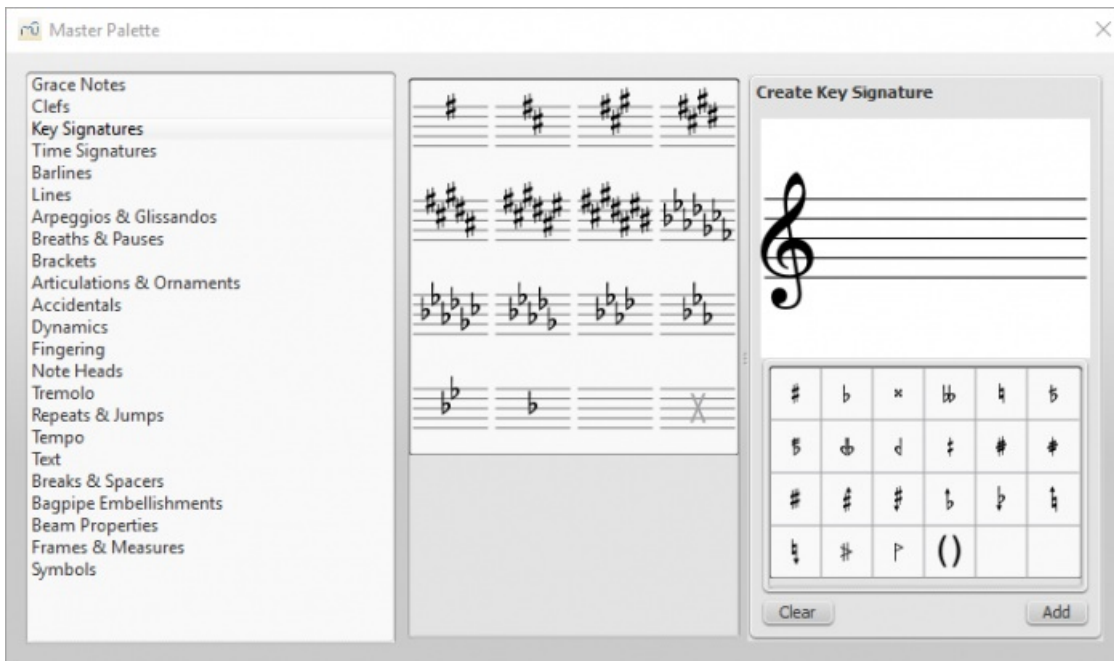 Master Palette
Grace Notes
Clefs
Key Signatures
Time Signatures
Barlines
Lines
Arpeggios & Glissandos
Breaths & Pauses
Brackets
Articulations & Ornaments
Accidentals
Dynamics
Fingering
Note Heads
Tremolo
Repeats & Jumps
Tempo
Text
Breaks & Spacers
Bagpipe Embellishments
Beam Properties
Frames & Measures
Symbols
Create Key Signature
Clear
Add